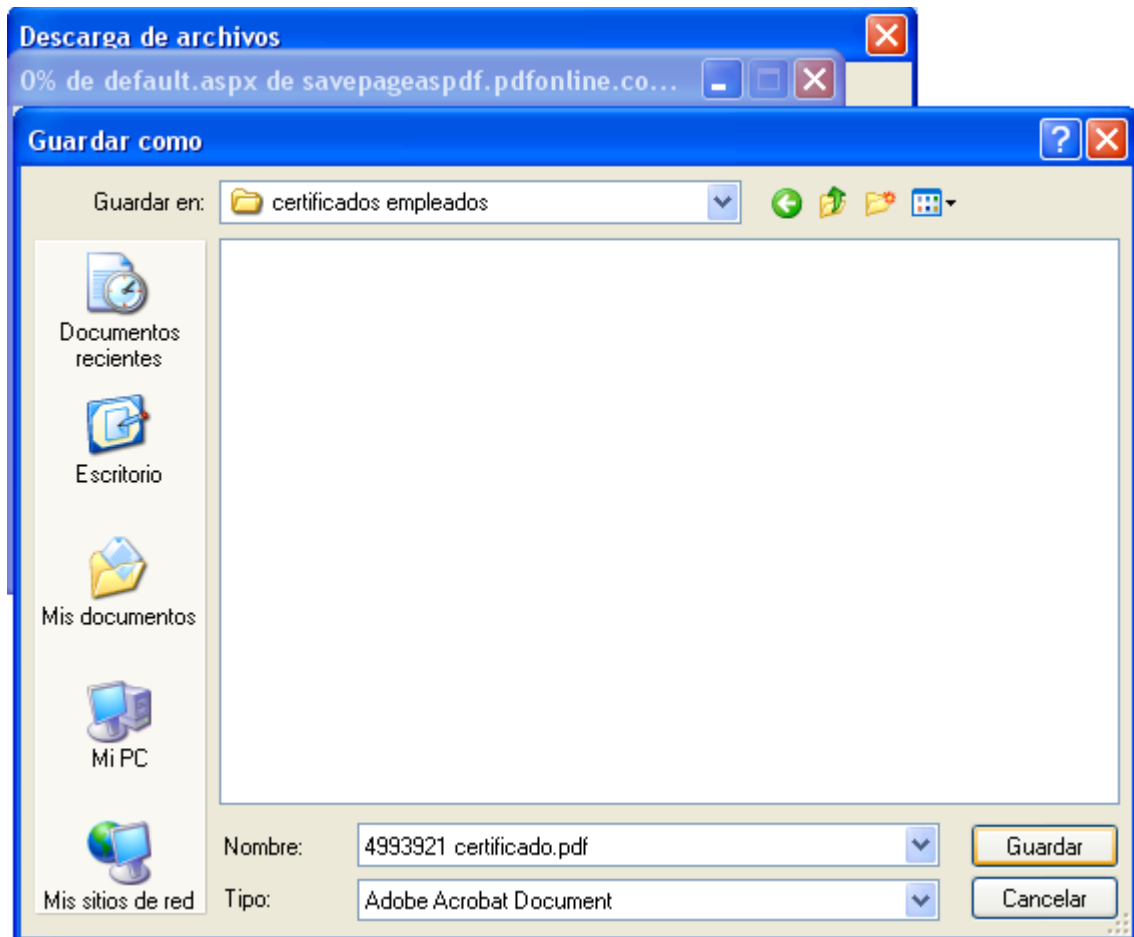 Descarga de archivos
0% de default.aspx de savepageaspdf.pdfonline.co...
Guardar como
Guardar en:
certificados empleados
Documentos
recientes
Escritorio
Mis documentos
Mi PC
Mis sitios de red
Nombre:
4993921 certificado.pdf
Guardar
Tipo:
Adobe Acrobat Document
Cancelar